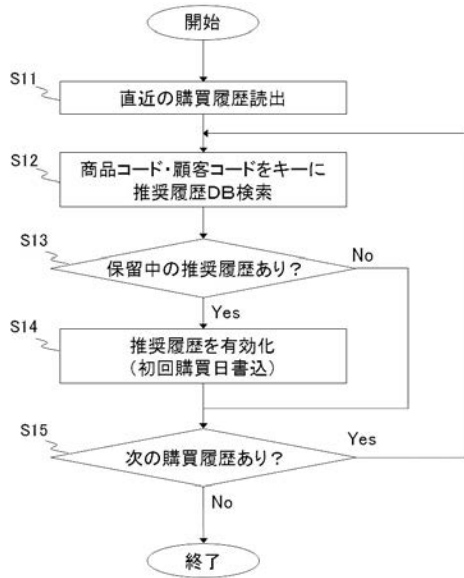 開始
S11
直近の購買履歴読出
S12
商品コード・顧客コードをキーに
推奨履歴DB検索
S13
保留中の推奨履歴あり?
No
Yes
S14
推奨履歴を有効化
(初回購買日書込)
S15
次の購買履歴あり?
Yes
No
終了